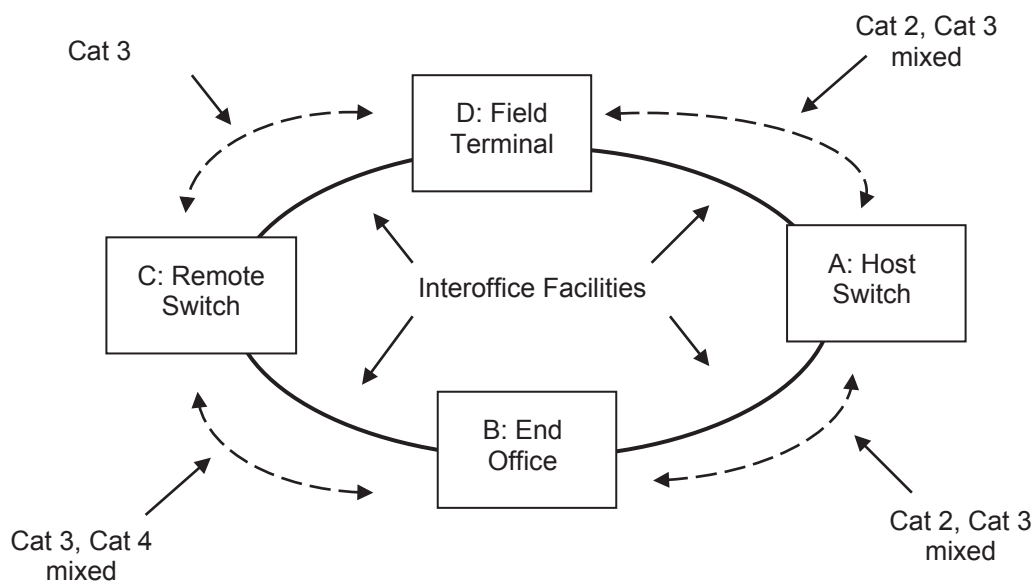 Cat 3
Cat 2, Cat 3
mixed
D: Field
Terminal
C: Remote
Switch
Interoffice Facilities
A: Host
Switch
B: End
Office
Cat 3, Cat 4
mixed
Cat 2, Cat 3
mixed